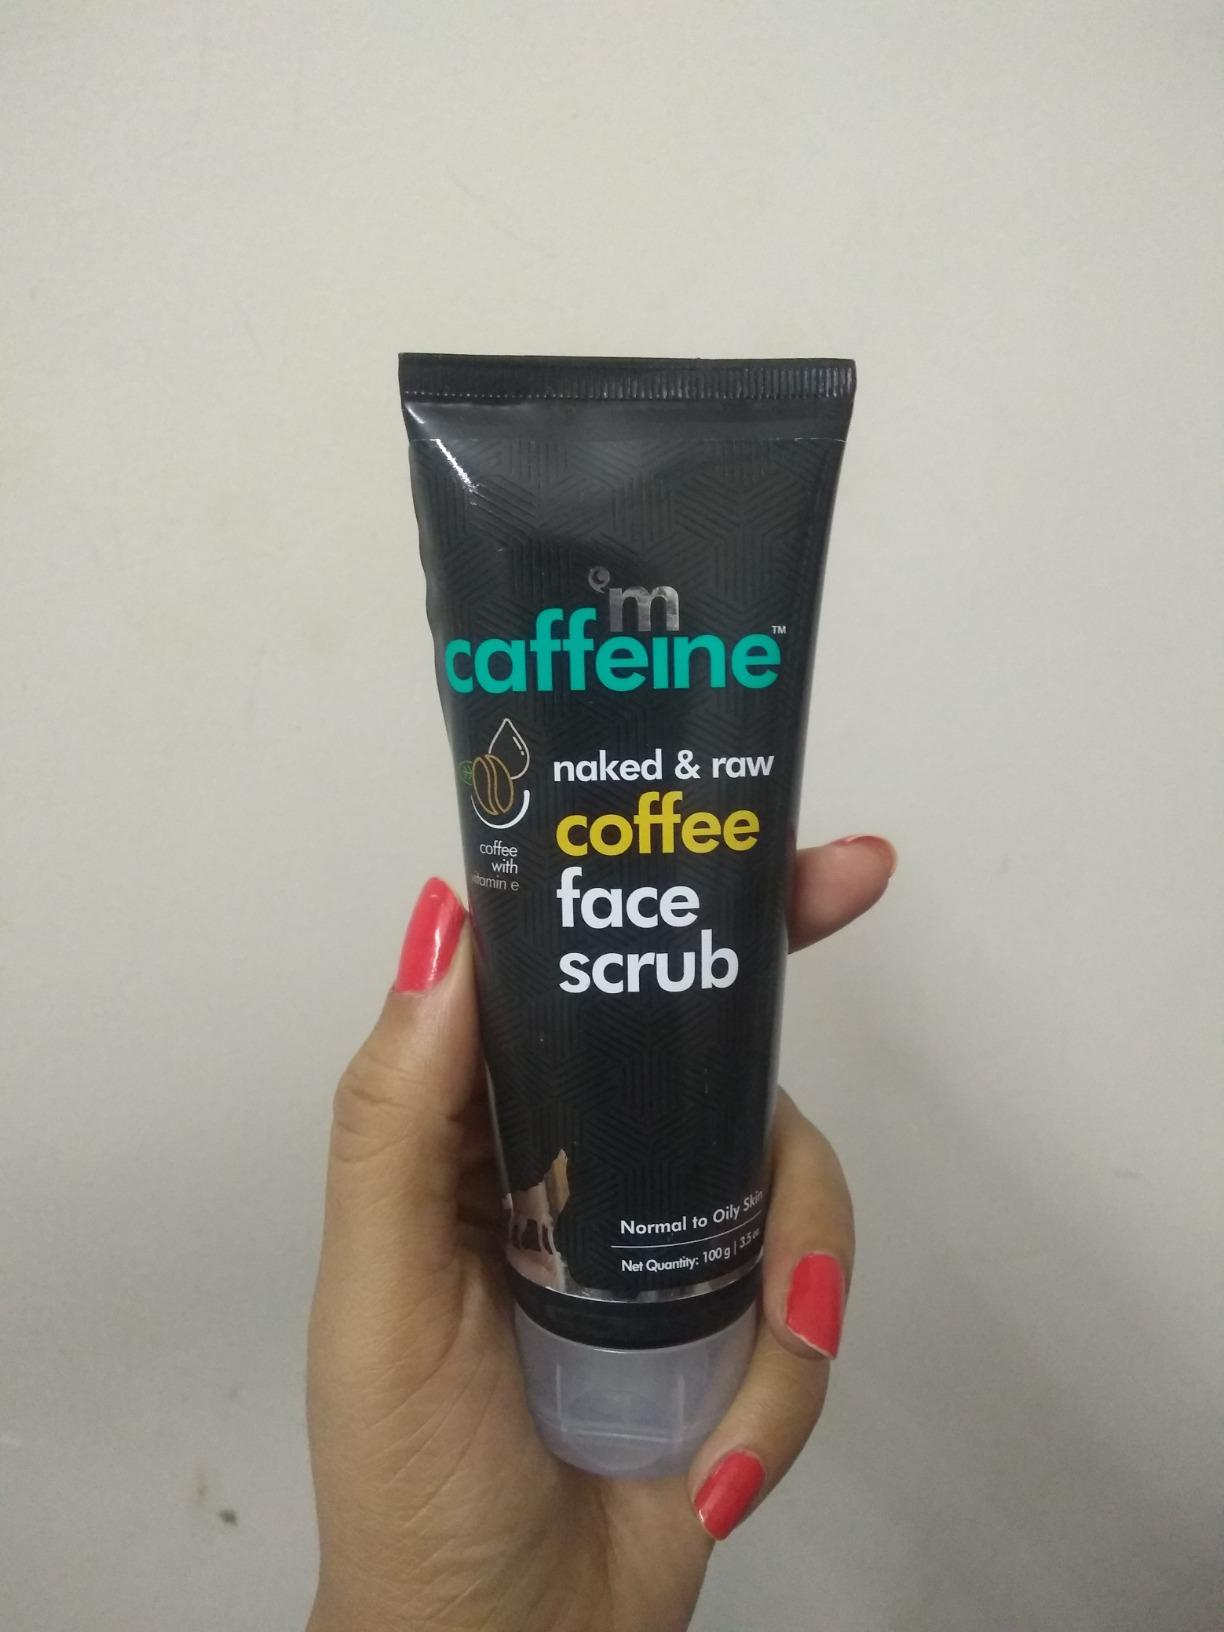 'm
caffeine™
naked & raw
coffee
face
scrub
coffee
with
vitamin e
Normal to Oily Skin
Net Quantity: 100 g | 3.5 oz